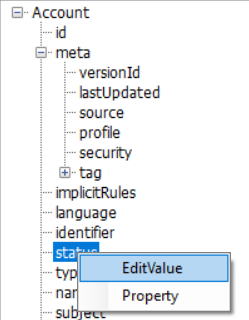 Account
id
meta
versionId
lastUpdated
source
profile
security
tag
implicitRules
language
identifier
status
EditValue
Property
subject